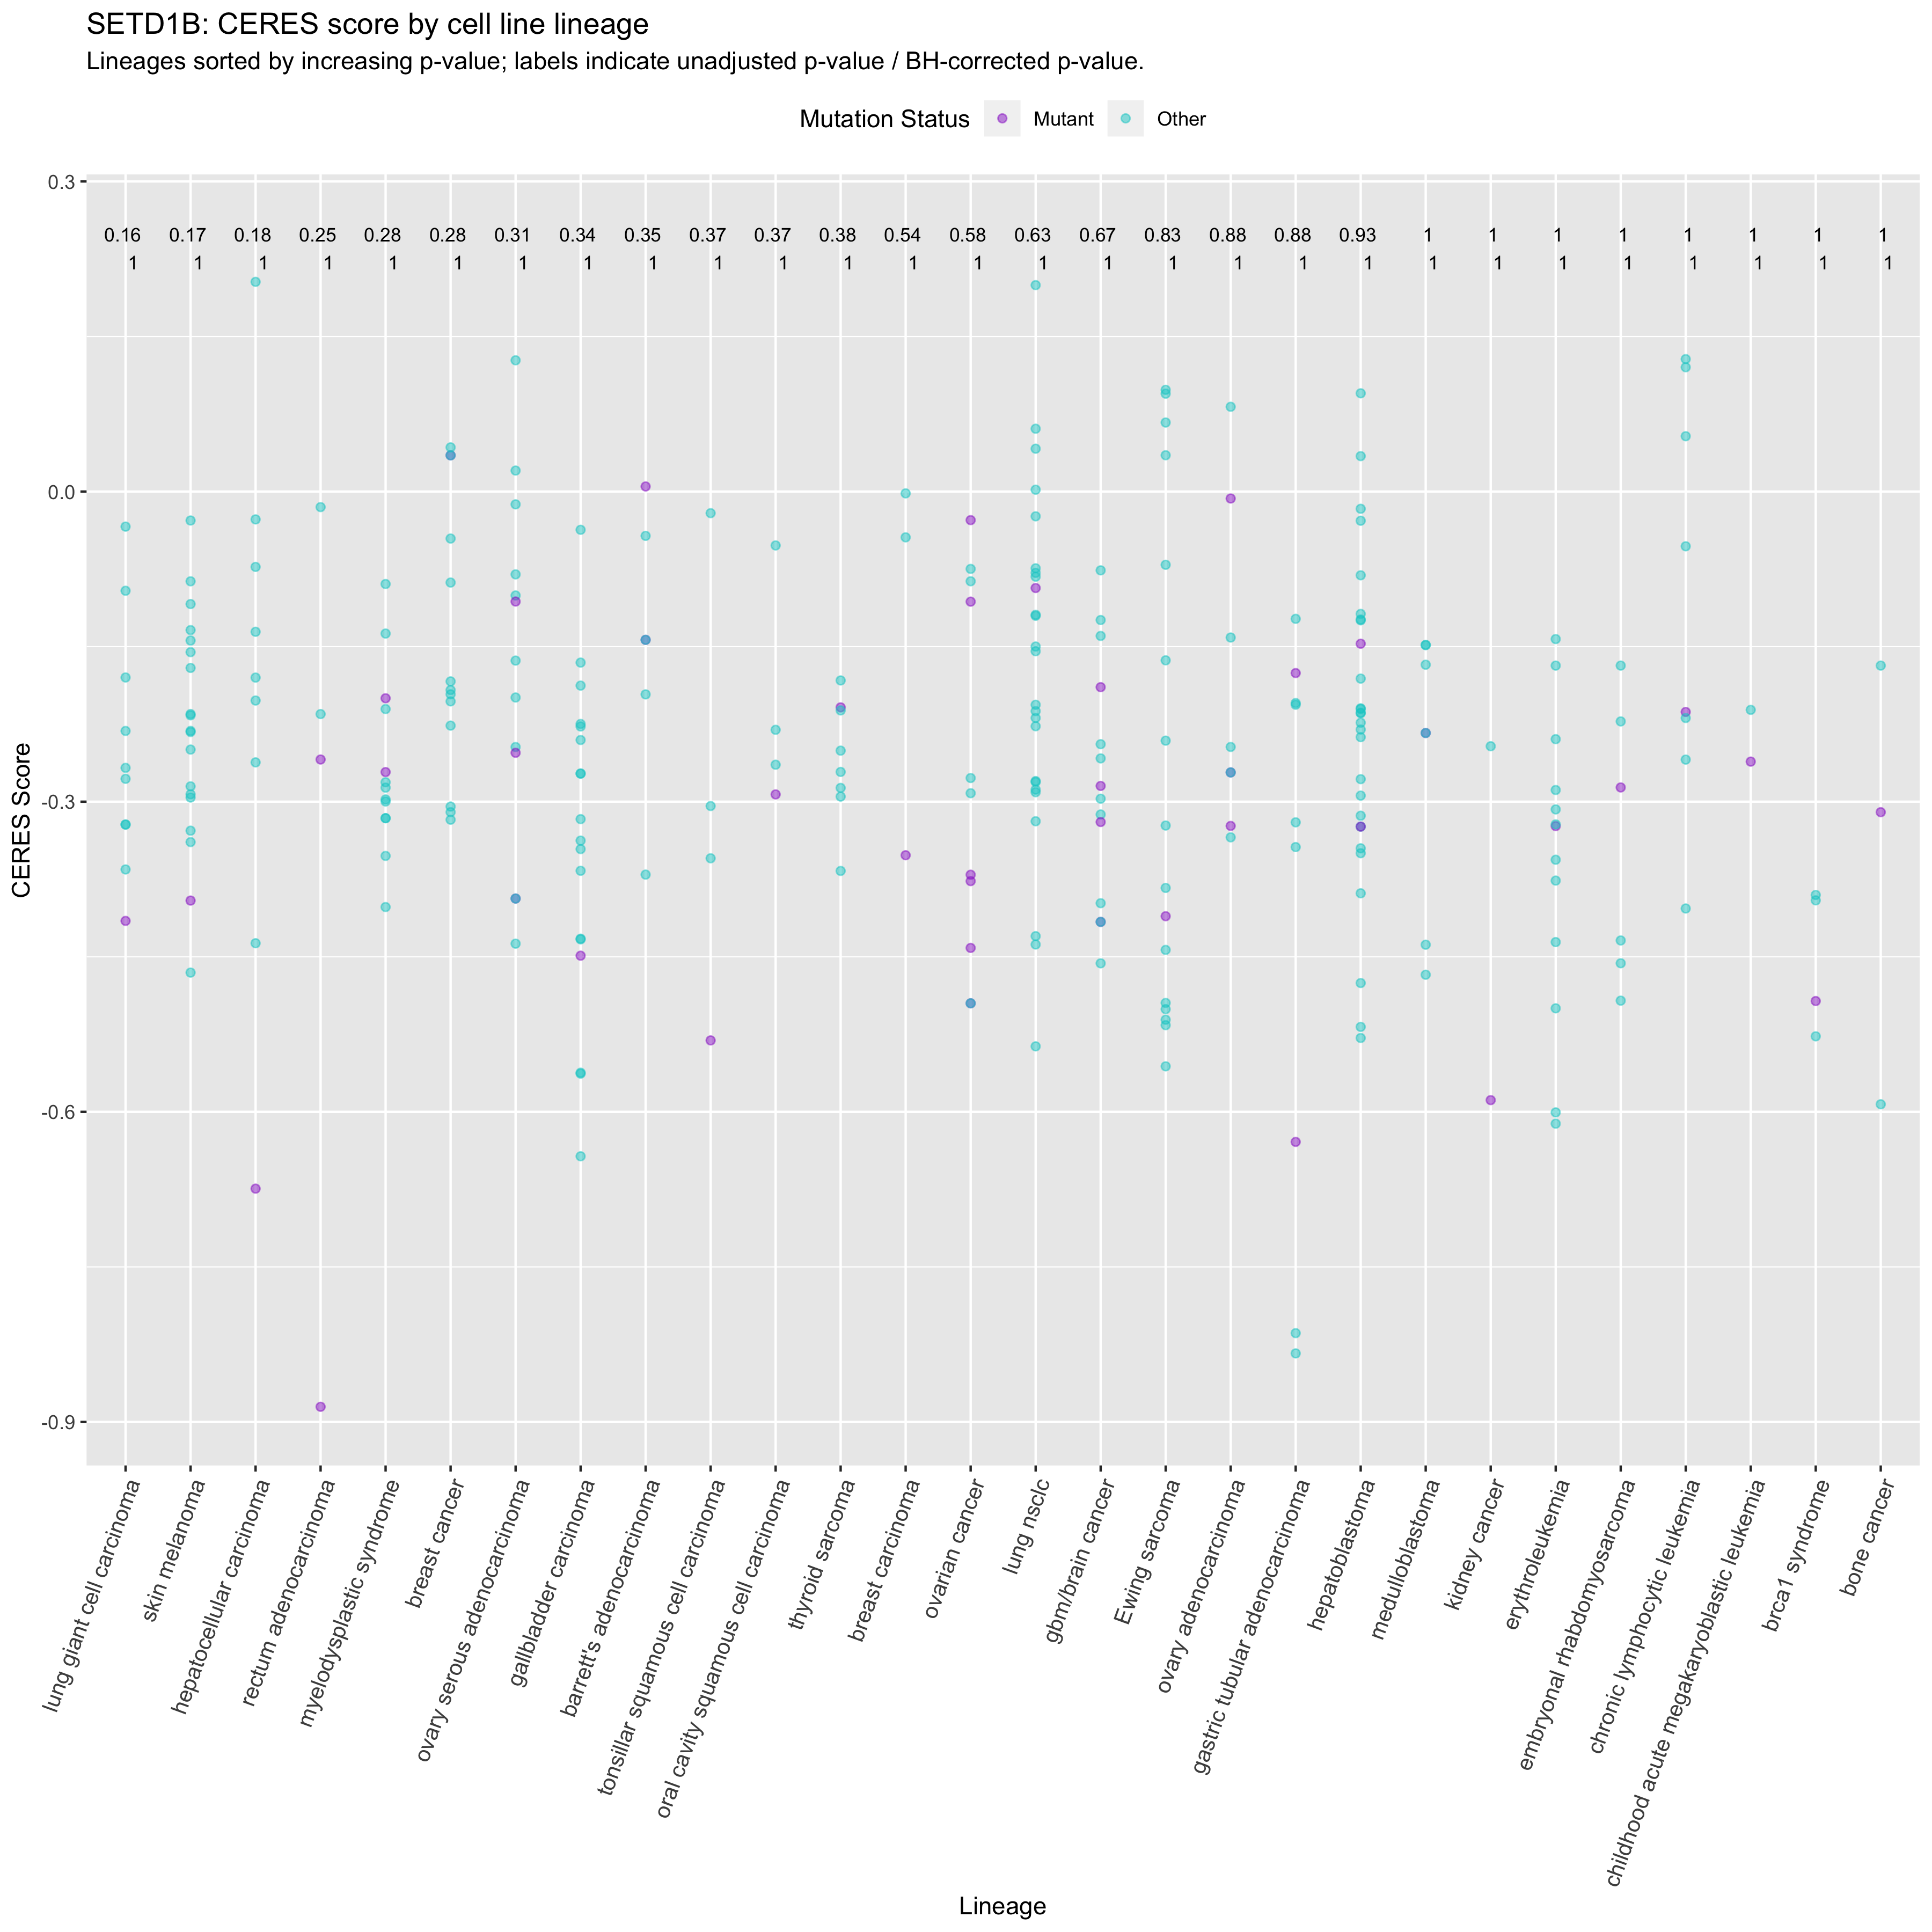 SETD1B: CERES score by cell line lineage
Lineages sorted by increasing p-value; labels indicate unadjusted p-value / BH-corrected p-value.
Mutation Status Mutant Other
0.3
0.16 0.17 0.18 0.25 0.28 0.28 0.31 0.34 0.35 0.37 0.37 0.38 0.54 0.58 0.63 0.67 0.83 0.88 0.88 0.93 1 1 1 1 1 1 1 1
1 1 1 1 1 1 1 1 1 1 1 1 1 1 1 1 1 1 1 1 1 1 1 1 1 1 1 1
0.0
-0.3
-0.6
-0.9
CERES Score
lung giant cell carcinoma
skin melanoma
hepatocellular carcinoma
rectum adenocarcinoma
myelodysplastic syndrome
breast cancer
ovary serous adenocarcinoma
gallbladder carcinoma
barrett's adenocarcinoma
tonsillar squamous cell carcinoma
oral cavity squamous cell carcinoma
thyroid sarcoma
breast carcinoma
ovarian cancer
lung nsclc
gbm/brain cancer
Ewing sarcoma
ovary adenocarcinoma
gastric tubular adenocarcinoma
hepatoblastoma
medulloblastoma
kidney cancer
erythroleukemia
embryonal rhabdomyosarcoma
chronic lymphocytic leukemia
childhood acute megakaryoblastic leukemia
brca1 syndrome
bone cancer
Lineage